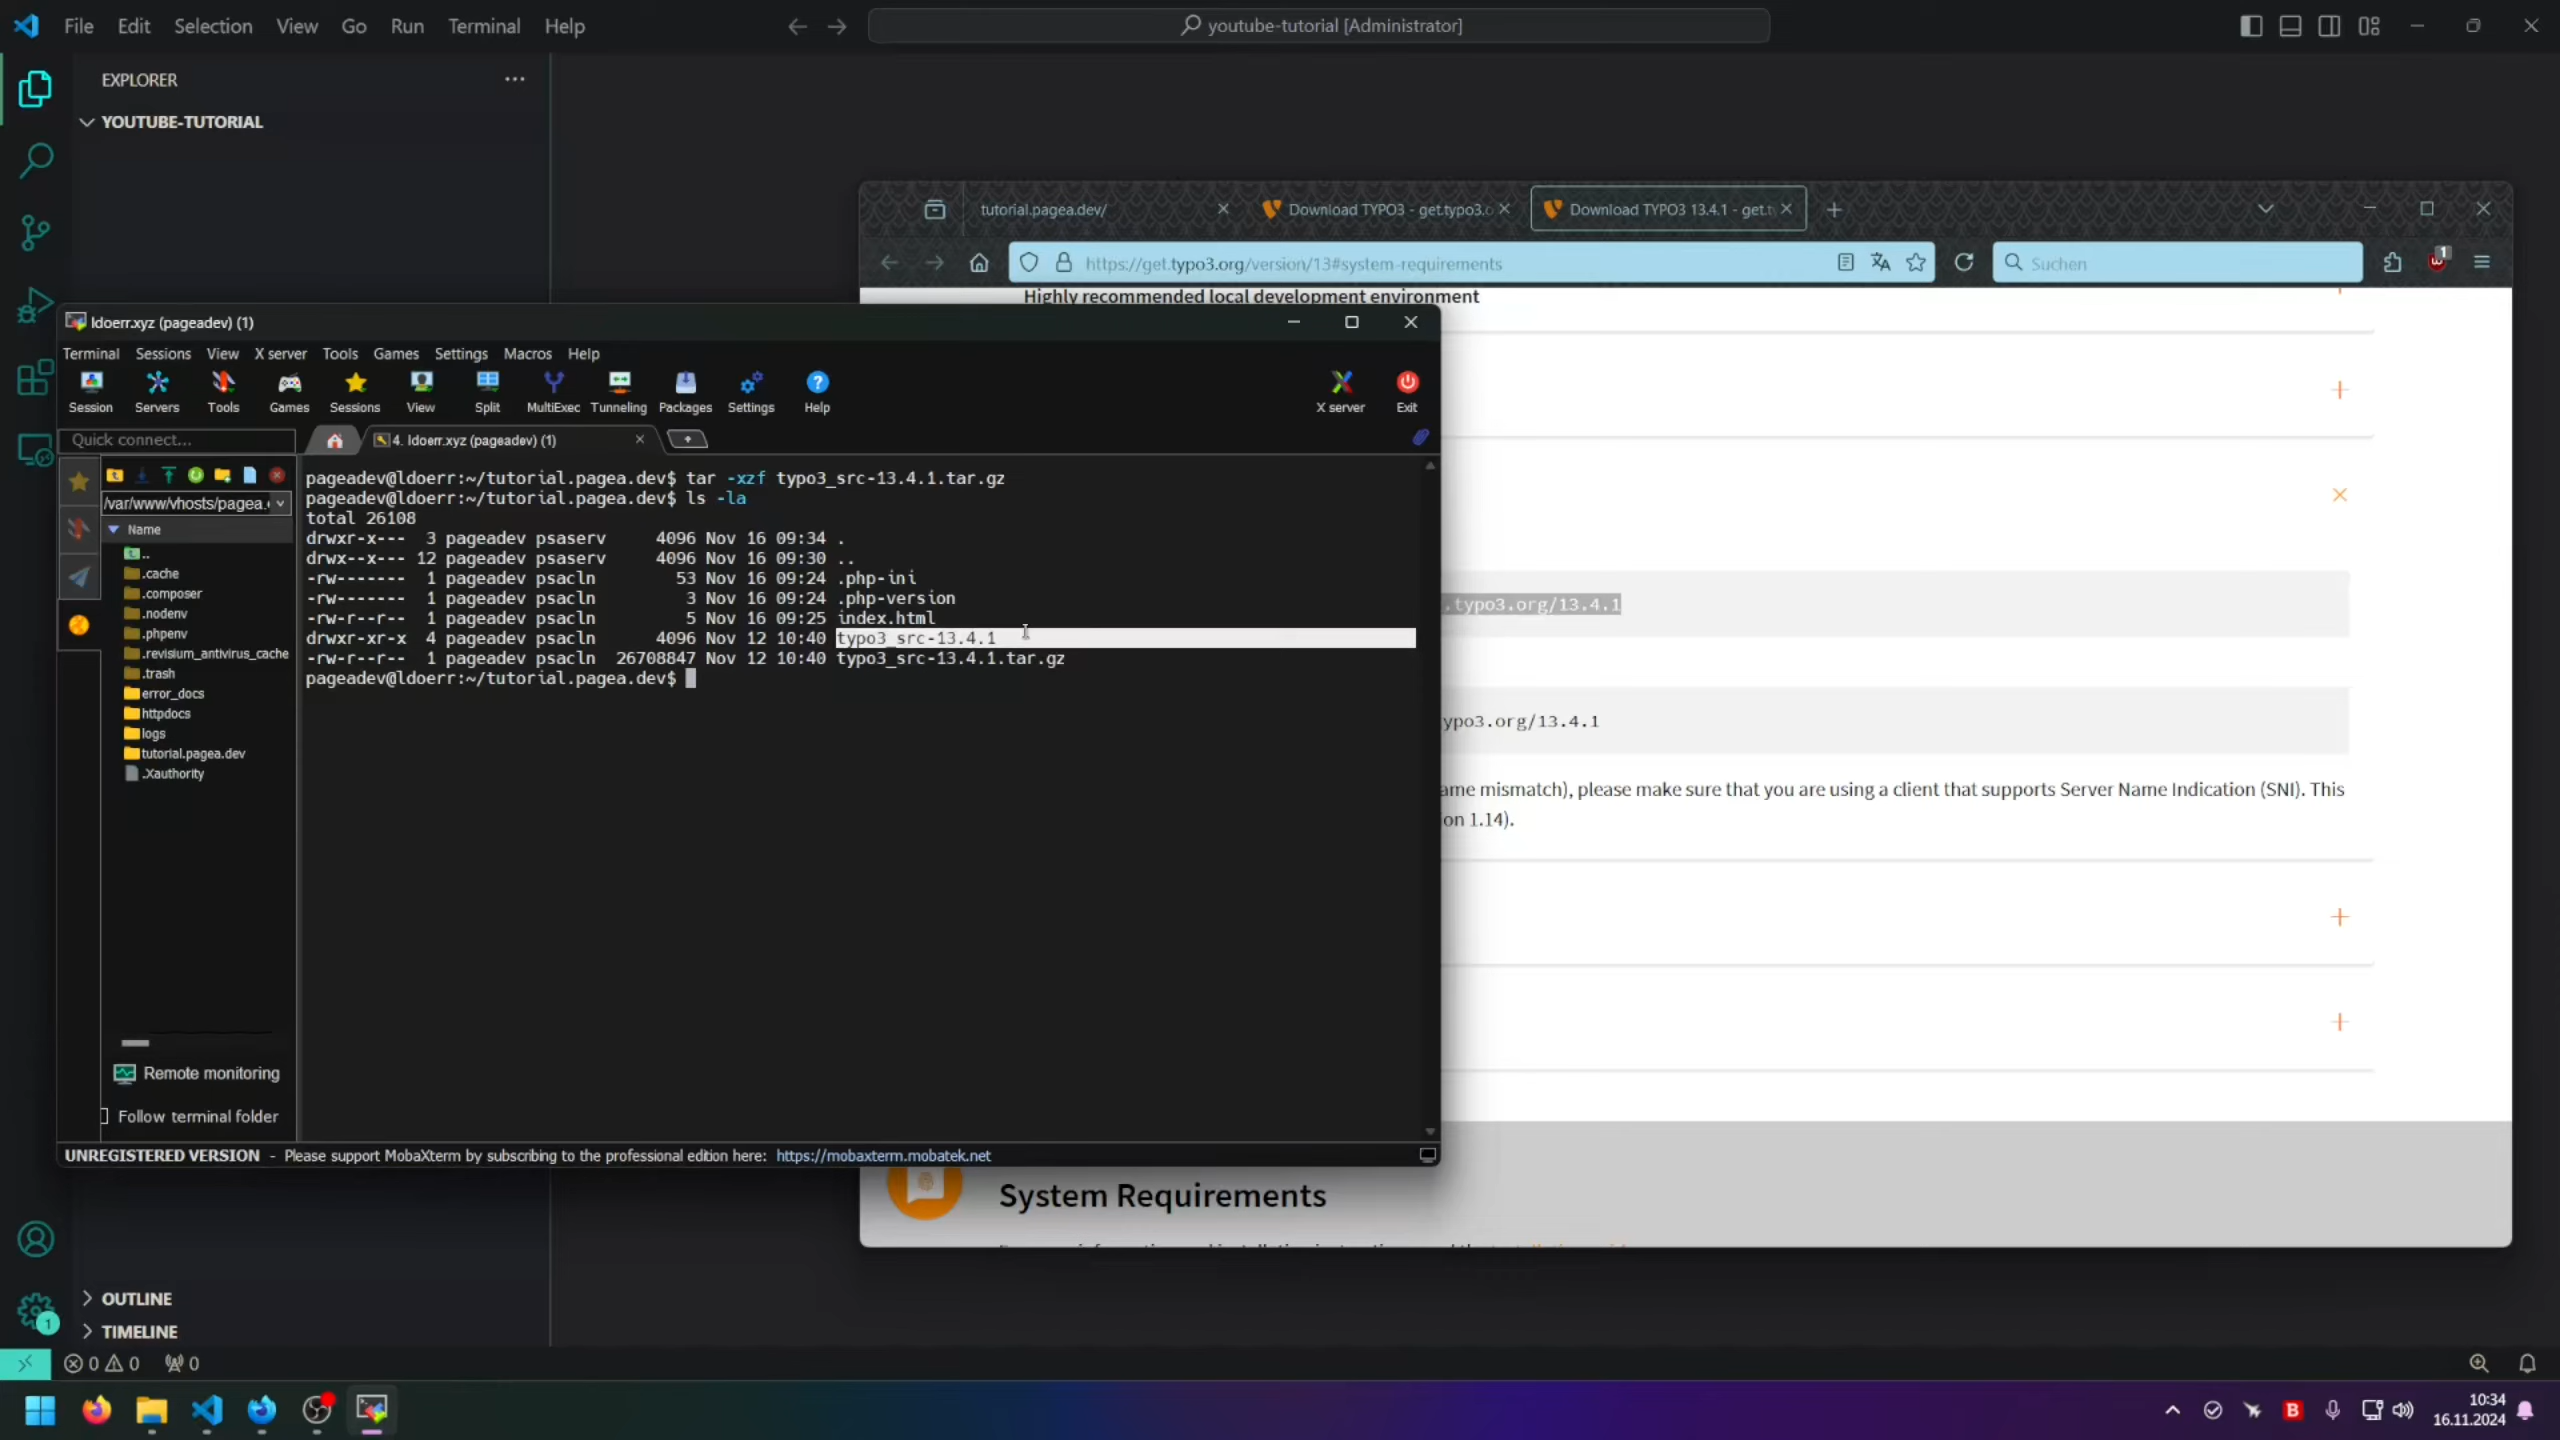 File Edit Selection View Go Run Terminal Help
youtube-tutorial [Administrator]
EXPLORER
YOUTUBE-TUTORIAL
tutorial.pagea.dev/
Download TYPO3 - get.typo3.o
Download TYPO3 13.4.1 - get.t
https://get.typo3.org/version/13#system-requirements
Suchen
1
Highly recommended local development environment
ldoerr.xyz (pageadev) (1)
Terminal Sessions View X server Tools Games Settings Macros Help
Session Servers Tools Games Sessions View Split MultiExec Tunneling Packages Settings Help
X server Exit
Quick connect...
4. ldoerr.xyz (pageadev) (1)
/var/www/vhosts/pagea.
Name
..
.cache
.composer
.nodenv
.phpenv
.revisium_antivirus_cache
.trash
error_docs
httpdocs
logs
tutorial.pagea.dev
.Xauthority
Remote monitoring
Follow terminal folder
pageadev@ldoerr:~/tutorial.pagea.dev$ tar -xzf typo3_src-13.4.1.tar.gz
pageadev@ldoerr:~/tutorial.pagea.dev$ ls -la
total 26108
drwxr-x--- 3 pageadev psaserv 4096 Nov 16 09:34 .
drwx--x--- 12 pageadev psaserv 4096 Nov 16 09:30 ..
-rw------- 1 pageadev psacln 53 Nov 16 09:24 .php-ini
-rw------- 1 pageadev psacln 3 Nov 16 09:24 .php-version
-rw-r--r-- 1 pageadev psacln 5 Nov 16 09:25 index.html
drwxr-xr-x 4 pageadev psacln 4096 Nov 12 10:40 typo3_src-13.4.1
-rw-r--r-- 1 pageadev psacln 26708847 Nov 12 10:40 typo3_src-13.4.1.tar.gz
pageadev@ldoerr:~/tutorial.pagea.dev$
UNREGISTERED VERSION - Please support MobaXterm by subscribing to the professional edition here: https://mobaxterm.mobatek.net
.typo3.org/13.4.1
ypo3.org/13.4.1
ame mismatch), please make sure that you are using a client that supports Server Name Indication (SNI). This
on 1.14).
System Requirements
OUTLINE
TIMELINE
1
0 0 0
10:34
16.11.2024